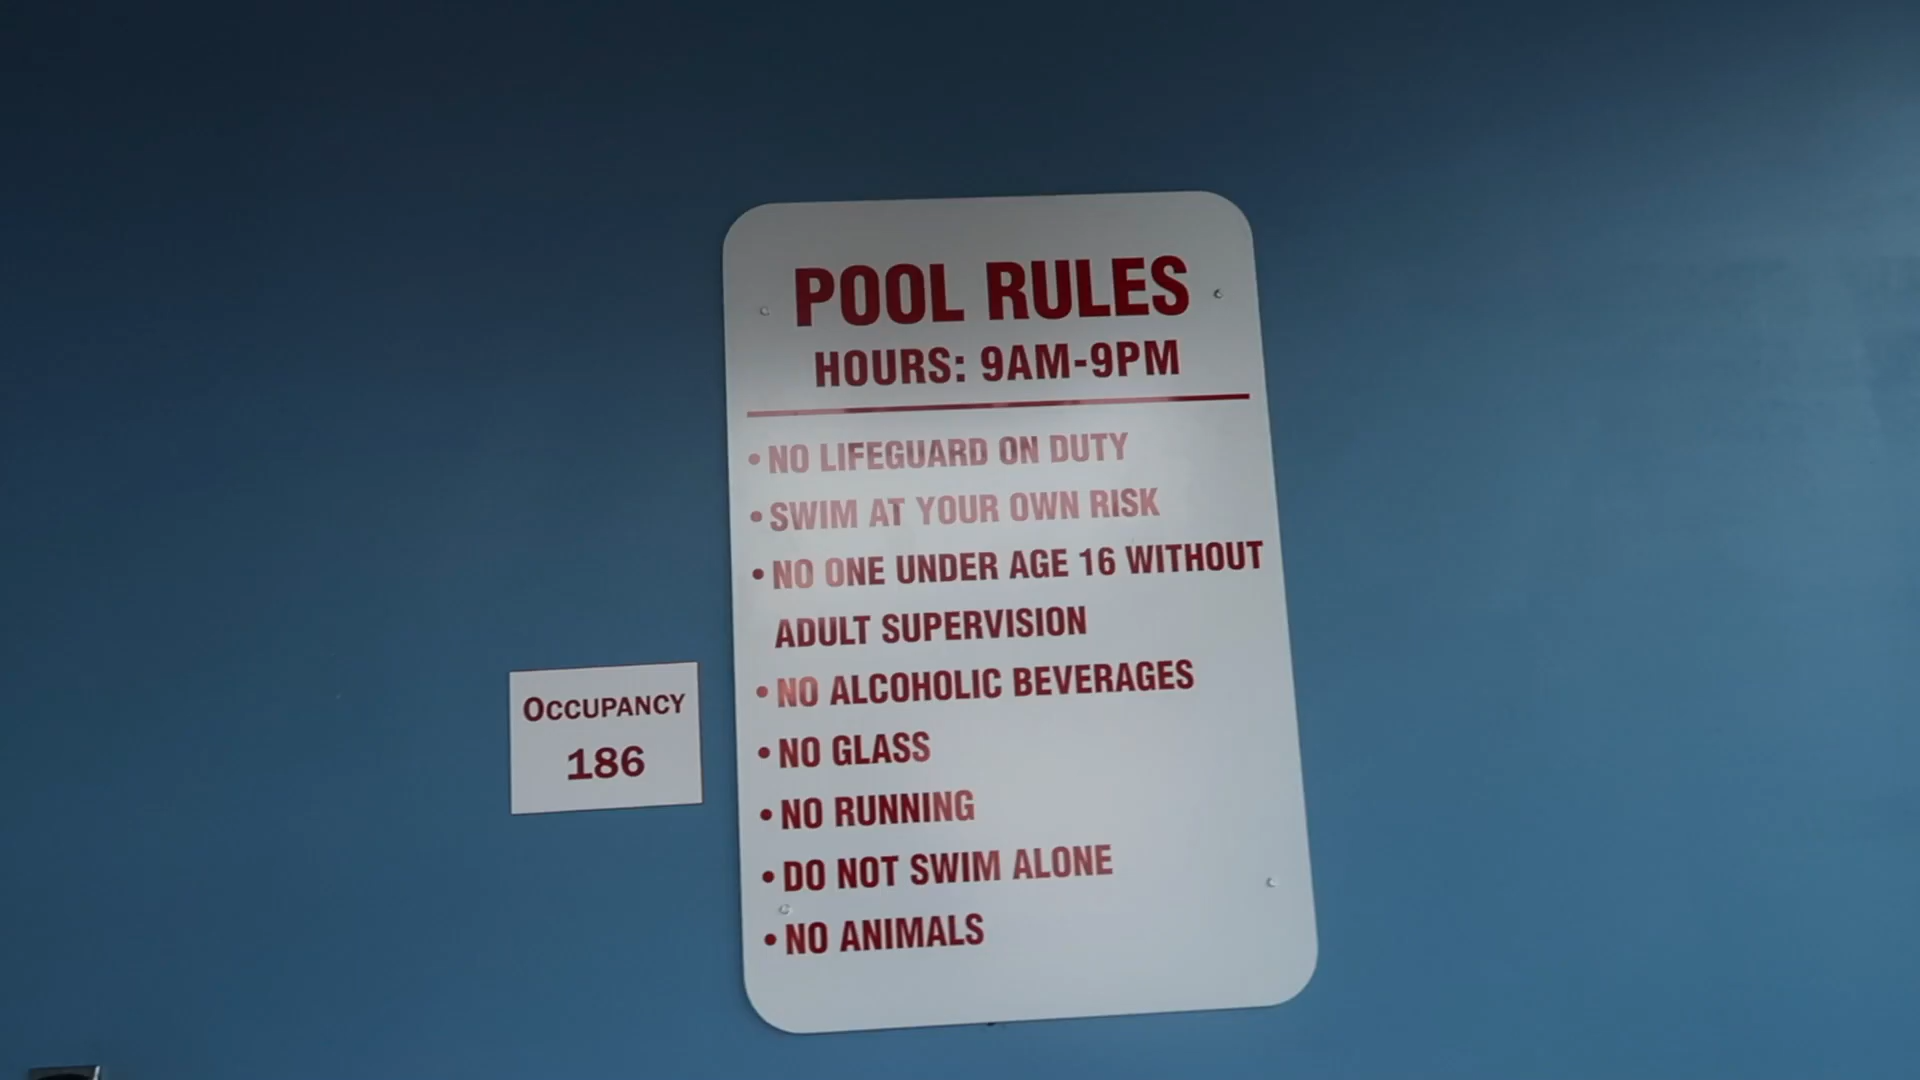 POOL RULES
HOURS: 9AM-9PM
• NO LIFEGUARD ON DUTY
• SWIM AT YOUR OWN RISK
• NO ONE UNDER AGE 16 WITHOUT
ADULT SUPERVISION
• NO ALCOHOLIC BEVERAGES
• NO GLASS
• NO RUNNING
• DO NOT SWIM ALONE
• NO ANIMALS
OCCUPANCY
186